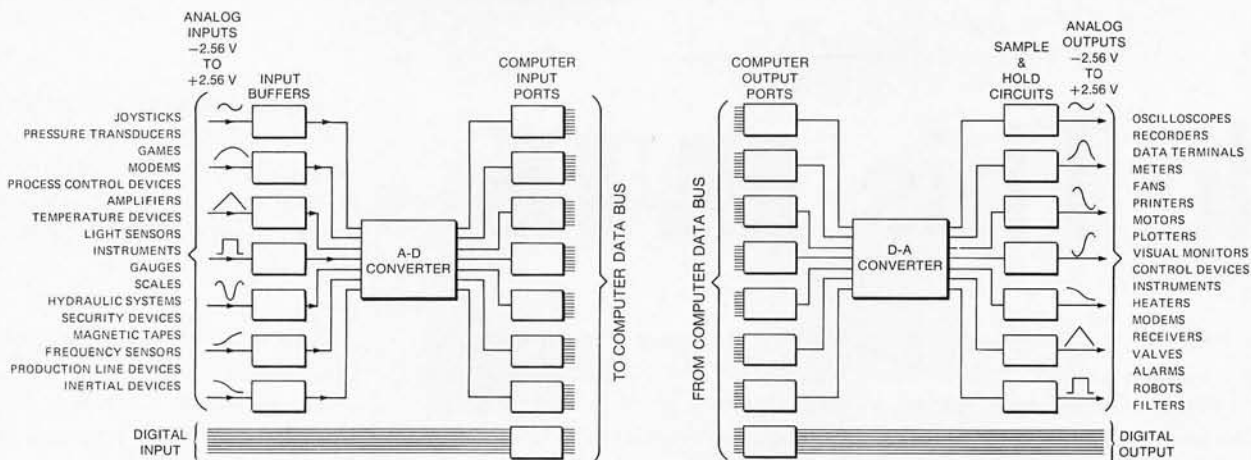 ANALOG
INPUTS
−2.56 V
TO
+2.56 V
INPUT
BUFFERS
COMPUTER
INPUT
PORTS
JOYSTICKS
PRESSURE TRANSDUCERS
GAMES
MODEMS
PROCESS CONTROL DEVICES
AMPLIFIERS
TEMPERATURE DEVICES
LIGHT SENSORS
INSTRUMENTS
GAUGES
SCALES
HYDRAULIC SYSTEMS
SECURITY DEVICES
MAGNETIC TAPES
FREQUENCY SENSORS
PRODUCTION LINE DEVICES
INERTIAL DEVICES
DIGITAL
INPUT
A-D
CONVERTER
TO COMPUTER DATA BUS
FROM COMPUTER DATA BUS
COMPUTER
OUTPUT
PORTS
D-A
CONVERTER
SAMPLE
&
HOLD
CIRCUITS
ANALOG
OUTPUTS
−2.56 V
TO
+2.56 V
OSCILLOSCOPES
RECORDERS
DATA TERMINALS
METERS
FANS
PRINTERS
MOTORS
PLOTTERS
VISUAL MONITORS
CONTROL DEVICES
INSTRUMENTS
HEATERS
MODEMS
RECEIVERS
VALVES
ALARMS
ROBOTS
FILTERS
DIGITAL
OUTPUT